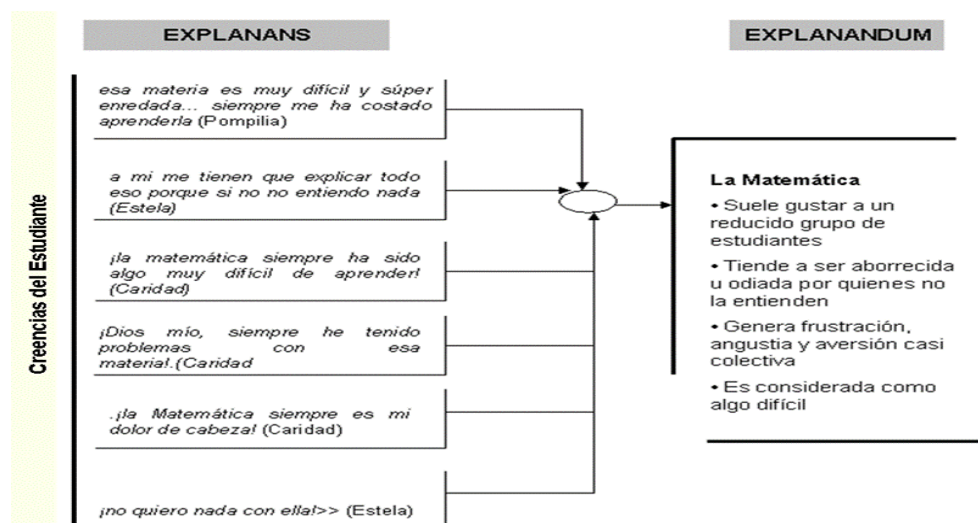 EXPLANANS
EXPLANANDUM
Creencias del Estudiante
esa materia es muy difícil y súper
enredada... siempre me ha costado
aprenderla (Pompilia)
a mi me tienen que explicar todo
eso porque si no no entiendo nada
(Estela)
¡la matemática siempre ha sido
algo muy difícil de aprender!
(Caridad)
¡Dios mío, siempre he tenido
problemas con esa
materia!.(Caridad
.¡la Matemática siempre es mi
dolor de cabeza! (Caridad)
¡no quiero nada con ella!>> (Estela)
La Matemática
• Suele gustar a un
reducido grupo de
estudiantes
• Tiende a ser aborrecida
u odiada por quienes no
la entienden
• Genera frustración,
angustia y aversión casi
colectiva
• Es considerada como
algo difícil